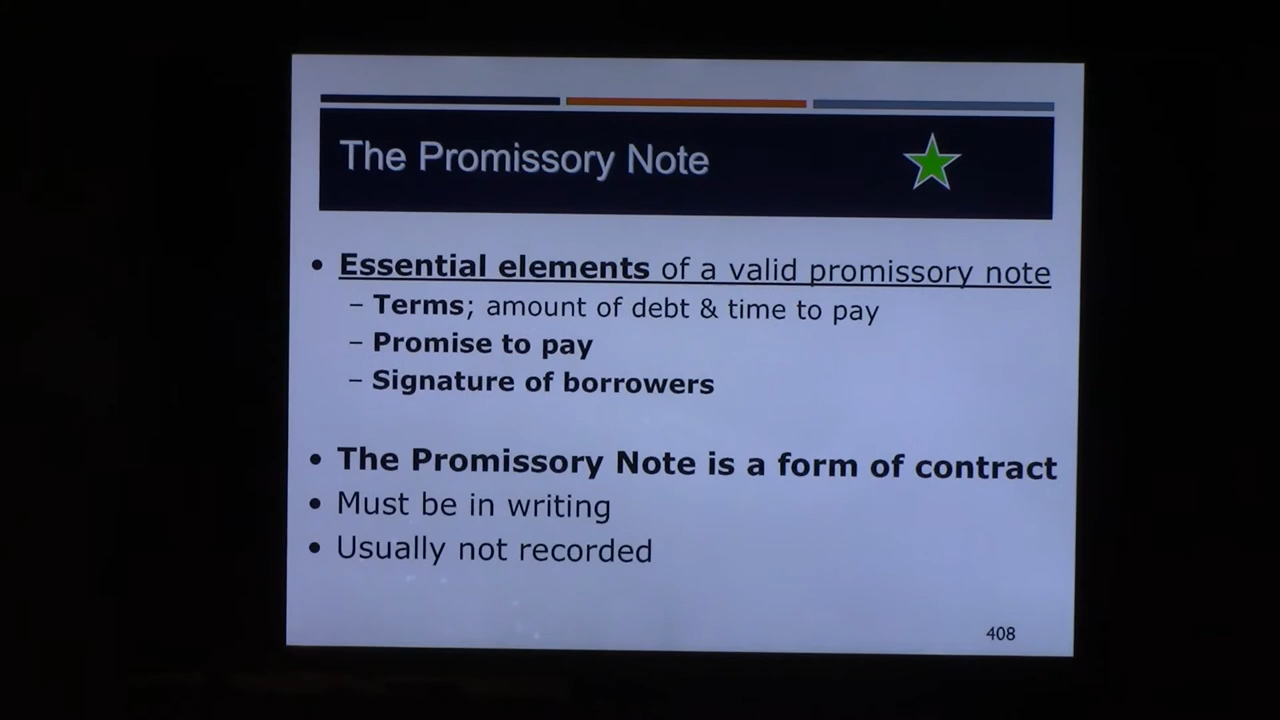 The Promissory Note
• Essential elements of a valid promissory note
– Terms; amount of debt & time to pay
– Promise to pay
– Signature of borrowers
• The Promissory Note is a form of contract
• Must be in writing
• Usually not recorded
408